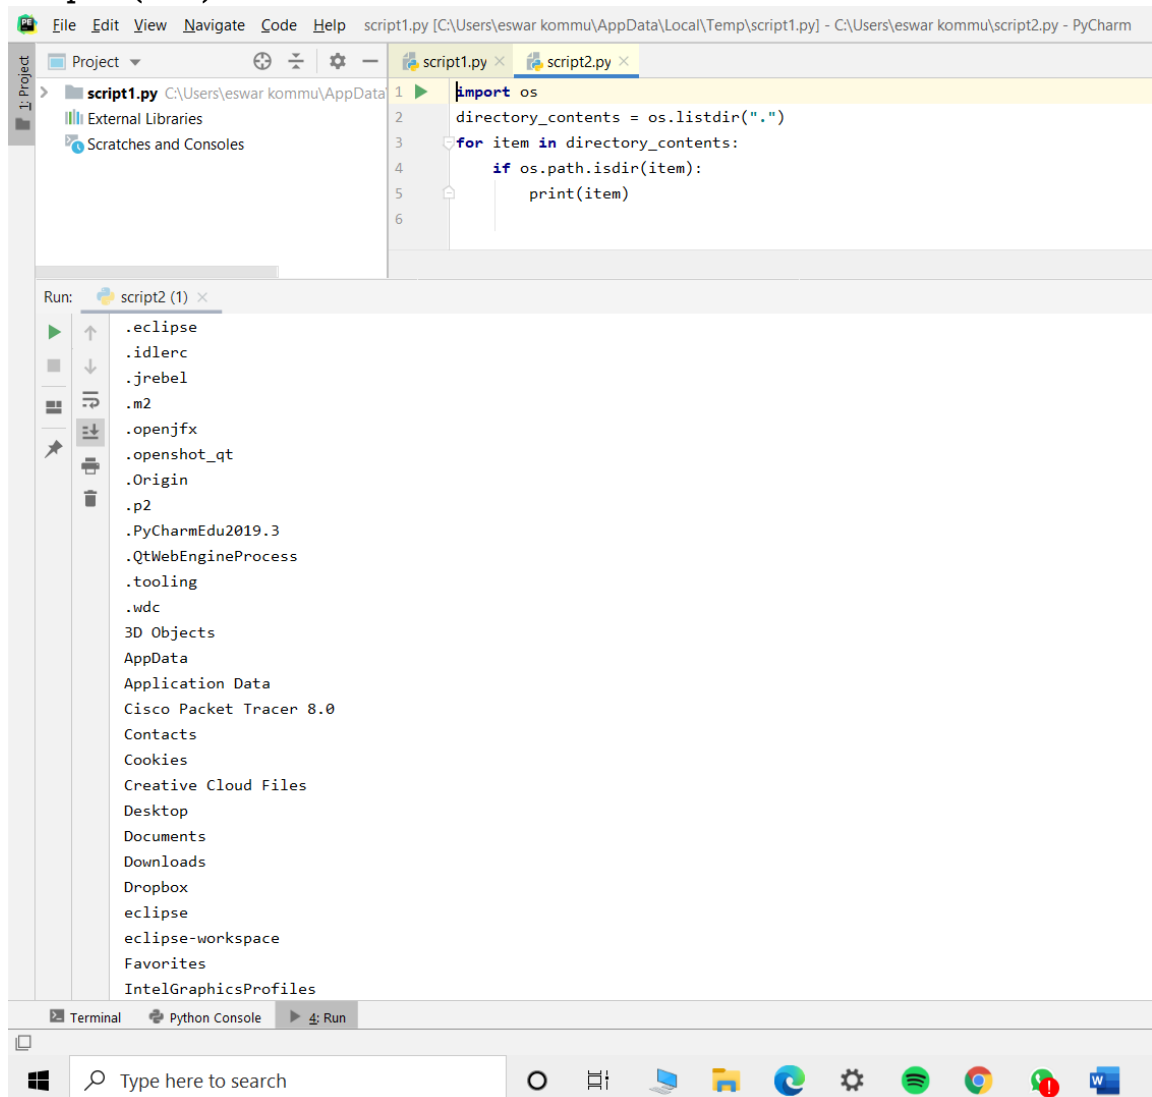 File Edit View Navigate Code Help script1.py [C:\Users\eswar kommu\AppData\Local\Temp\script1.py] - C:\Users\eswar kommu\script2.py - PyCharm
1: Project
Project
script1.py C:\Users\eswar kommu\AppData
External Libraries
Scratches and Consoles
script1.py script2.py
1 import os
2 directory_contents = os.listdir(".")
3 for item in directory_contents:
4 if os.path.isdir(item):
5 print(item)
6
Run: script2 (1)
.eclipse
.idlerc
.jrebel
.m2
.openjfx
.openshot_qt
.Origin
.p2
.PyCharmEdu2019.3
.QtWebEngineProcess
.tooling
.wdc
3D Objects
AppData
Application Data
Cisco Packet Tracer 8.0
Contacts
Cookies
Creative Cloud Files
Desktop
Documents
Downloads
Dropbox
eclipse
eclipse-workspace
Favorites
IntelGraphicsProfiles
Terminal Python Console 4: Run
Type here to search